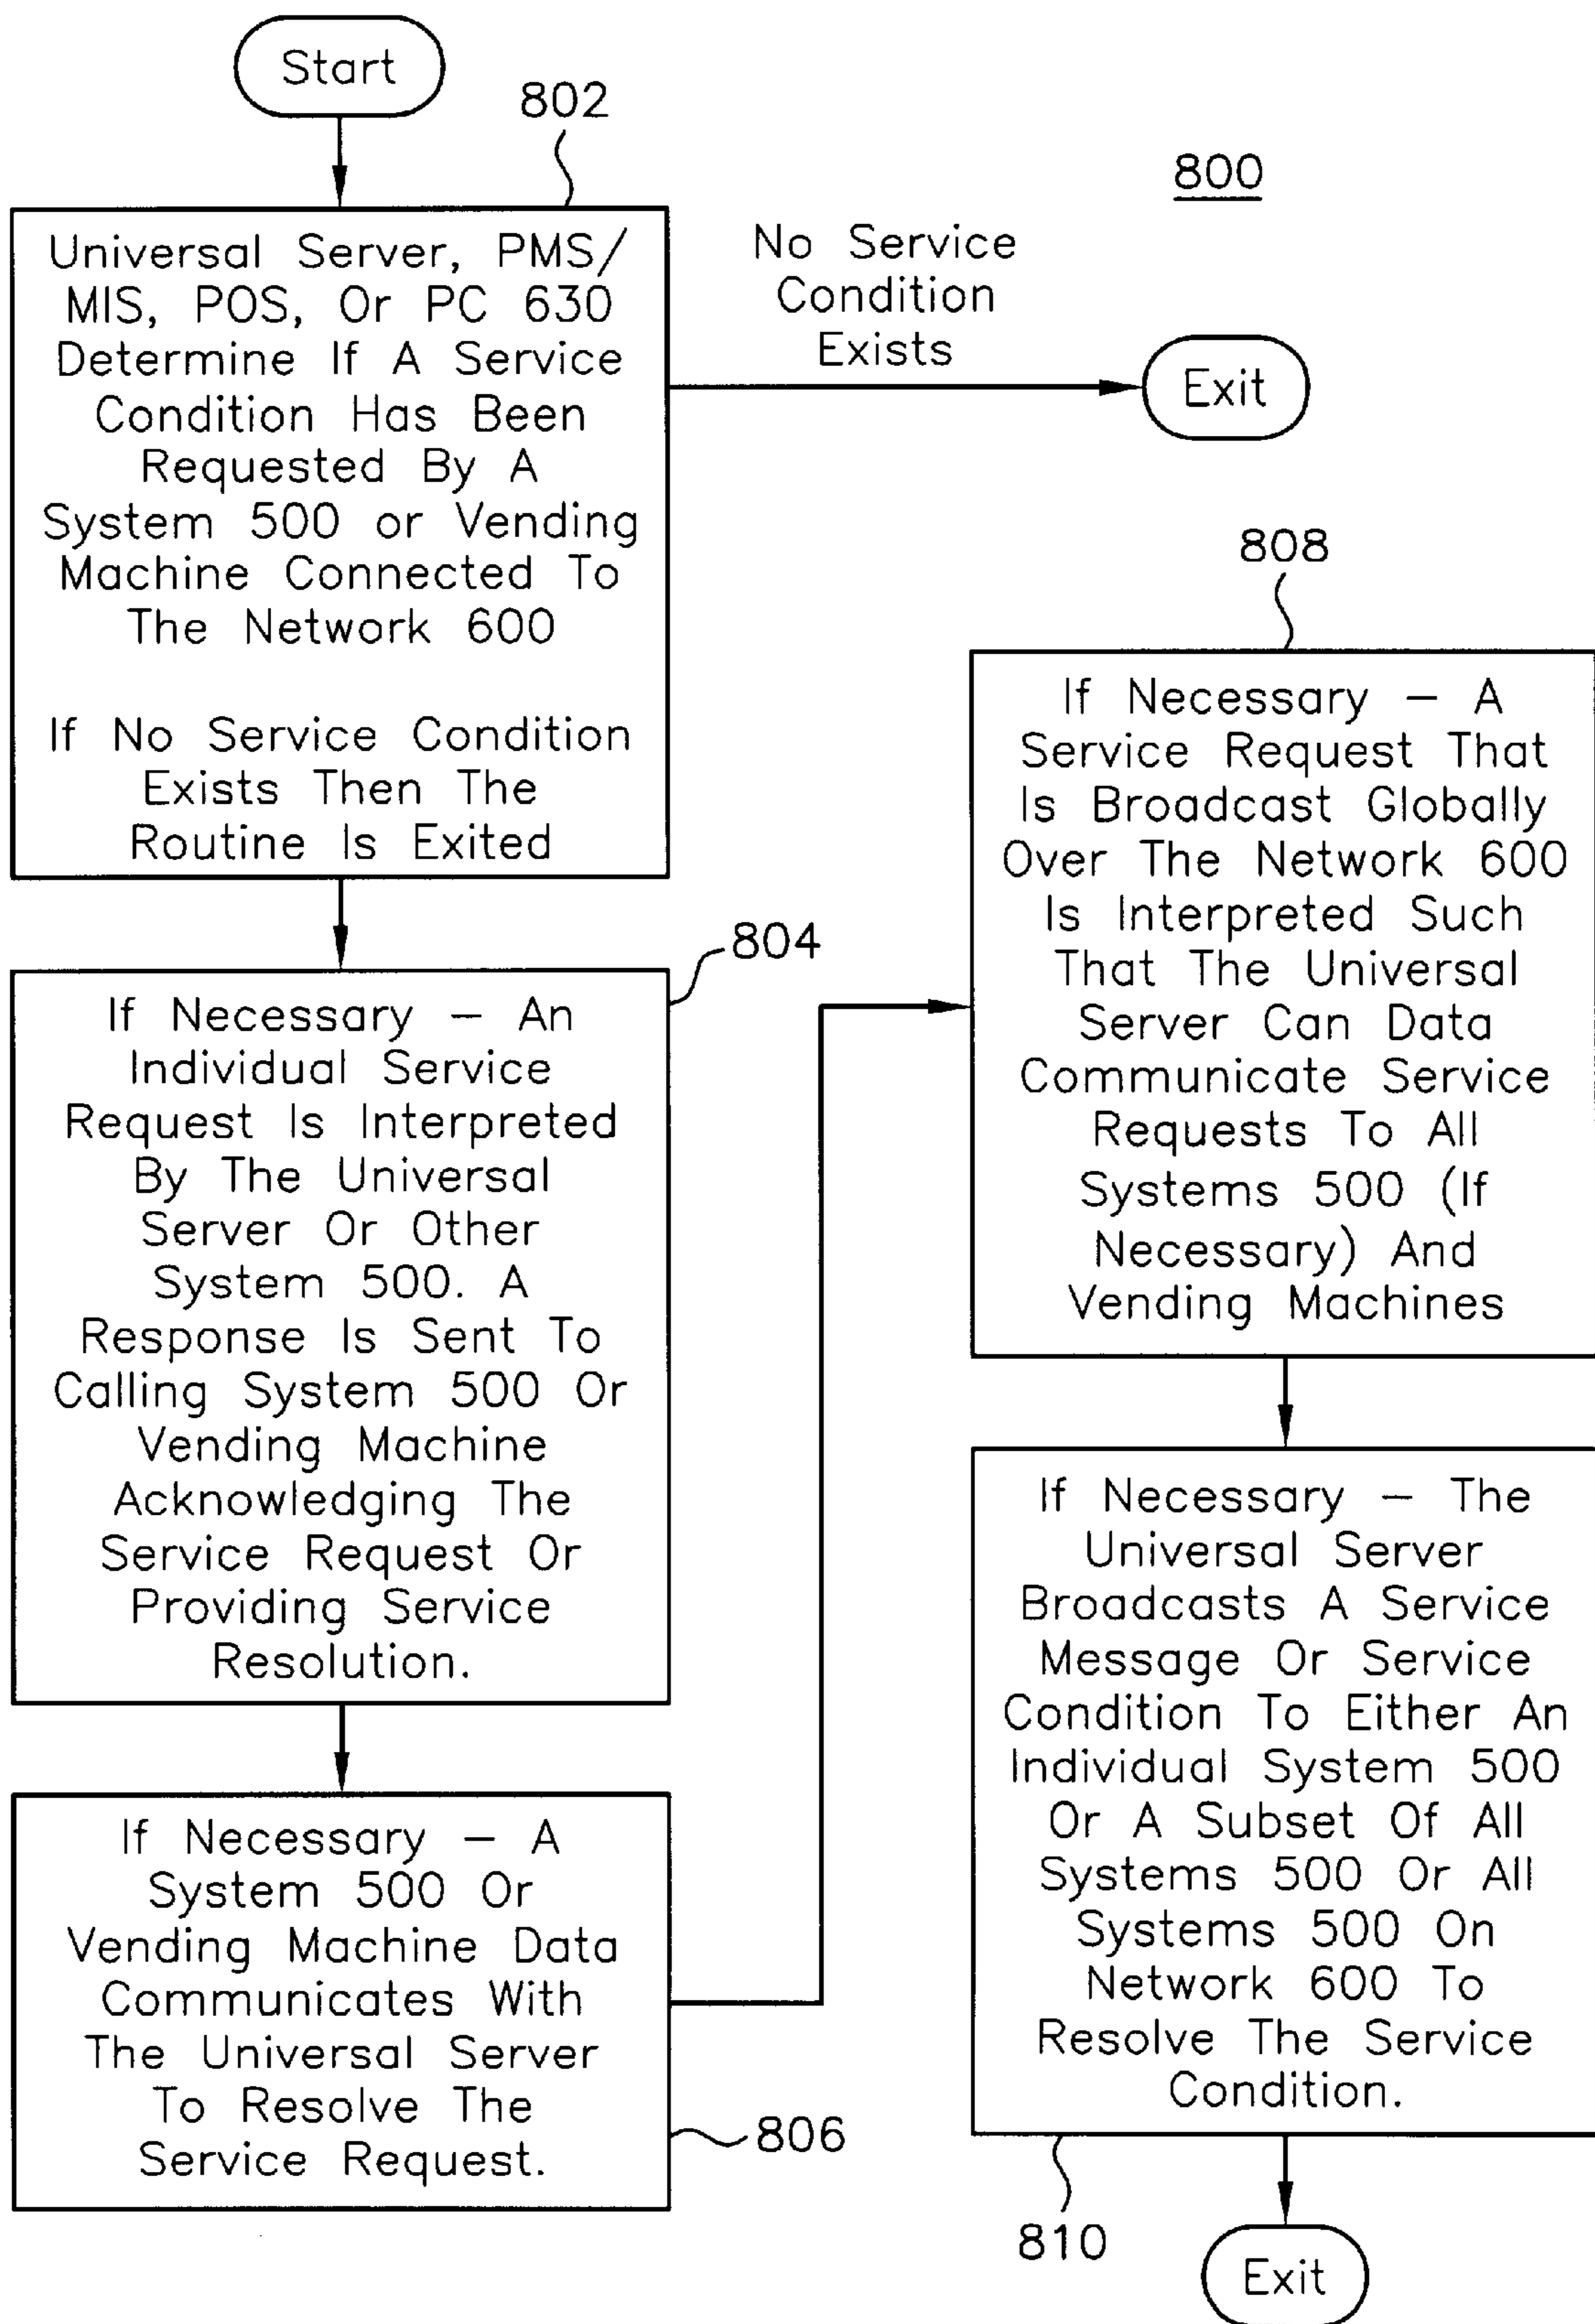 Start
802
800
Universal Server, PMS/
MIS, POS, Or PC 630
Determine If A Service
Condition Has Been
Requested By A
System 500 or Vending
Machine Connected To
The Network 600
If No Service Condition
Exists Then The
Routine Is Exited
No Service
Condition
Exists
Exit
804
If Necessary – An
Individual Service
Request Is Interpreted
By The Universal
Server Or Other
System 500. A
Response Is Sent To
Calling System 500 Or
Vending Machine
Acknowledging The
Service Request Or
Providing Service
Resolution.
If Necessary – A
System 500 Or
Vending Machine Data
Communicates With
The Universal Server
To Resolve The
Service Request.
806
808
If Necessary – A
Service Request That
Is Broadcast Globally
Over The Network 600
Is Interpreted Such
That The Universal
Server Can Data
Communicate Service
Requests To All
Systems 500 (If
Necessary) And
Vending Machines
If Necessary – The
Universal Server
Broadcasts A Service
Message Or Service
Condition To Either An
Individual System 500
Or A Subset Of All
Systems 500 Or All
Systems 500 On
Network 600 To
Resolve The Service
Condition.
810
Exit